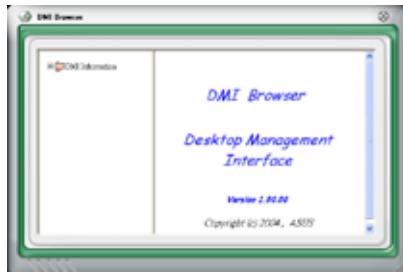 DMI Browser
DMI Information
DMI Browser
Desktop Management
Interface
Version 1.00.00
Copyright (c) 2004, ASUS